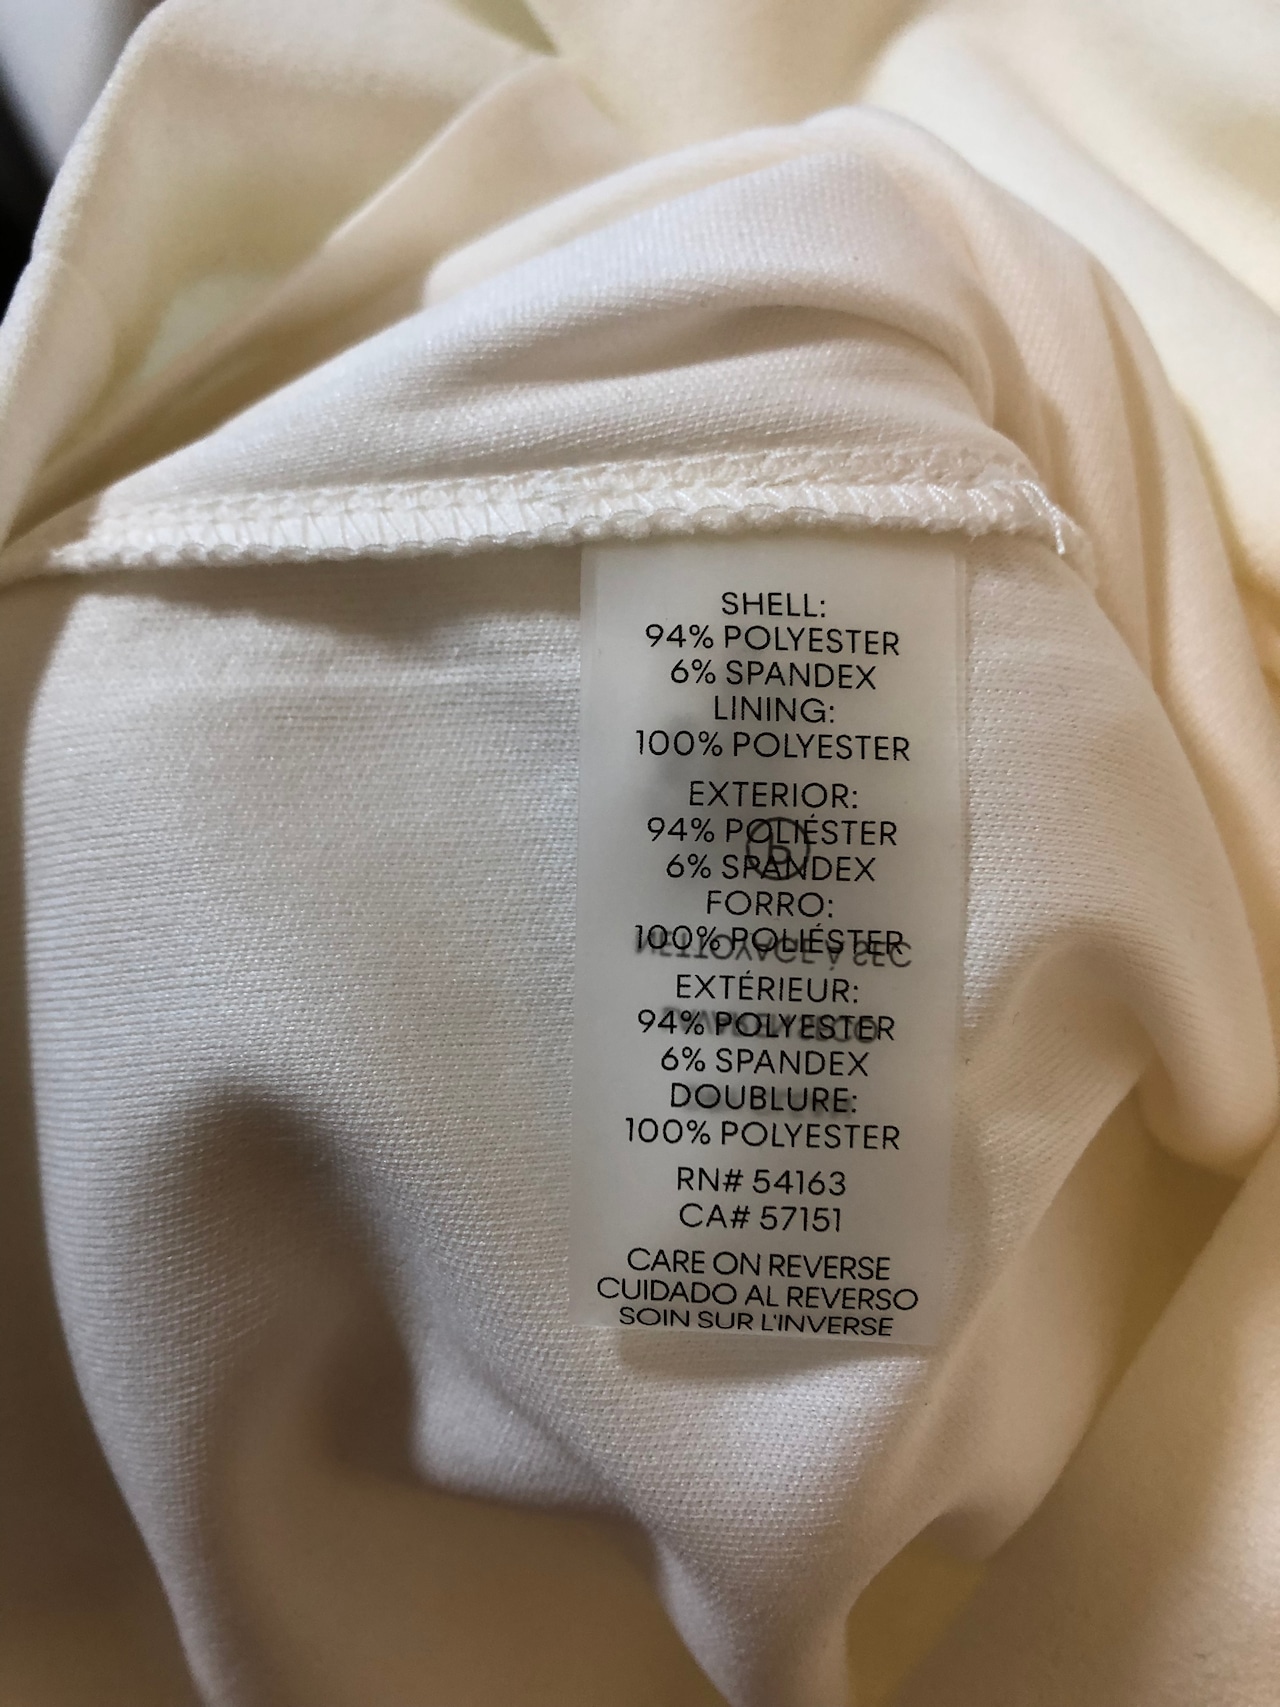 SHELL:
94% POLYESTER
6% SPANDEX
LINING:
100% POLYESTER
EXTERIOR:
94% POLIÉSTER
6% SPANDEX
FORRO:
100% POLIÉSTER
EXTÉRIEUR:
94% POLYESTER
6% SPANDEX
DOUBLURE:
100% POLYESTER
RN# 54163
CA# 57151
CARE ON REVERSE
CUIDADO AL REVERSO
SOIN SUR L'INVERSE